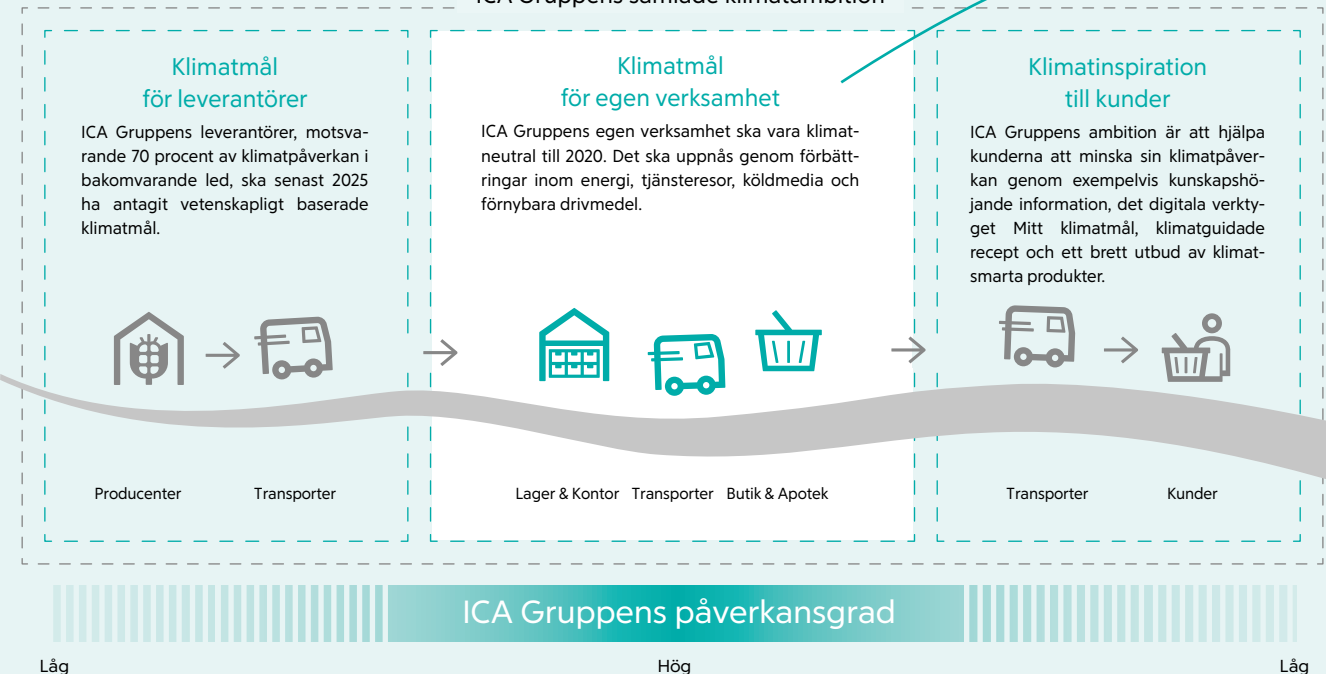 ICA Gruppens samlade klimatambition
Klimatmål
för leverantörer
ICA Gruppens leverantörer, motsva-
rande 70 procent av klimatpåverkan i
bakomvarande led, ska senast 2025
ha antagit vetenskapligt baserade
klimatmål.
Klimatmål
för egen verksamhet
ICA Gruppens egen verksamhet ska vara klimat-
neutral till 2020. Det ska uppnås genom förbätt-
ringar inom energi, tjänsteresor, köldmedia och
förnybara drivmedel.
Klimatinspiration
till kunder
ICA Gruppens ambition är att hjälpa
kunderna att minska sin klimatpåver-
kan genom exempelvis kunskapshö-
jande information, det digitala verkty-
get Mitt klimatmål, klimatguidade
recept och ett brett utbud av klimat-
smarta produkter.
Producenter
Transporter
Lager & Kontor
Transporter
Butik & Apotek
Transporter
Kunder
ICA Gruppens påverkansgrad
Låg
Hög
Låg